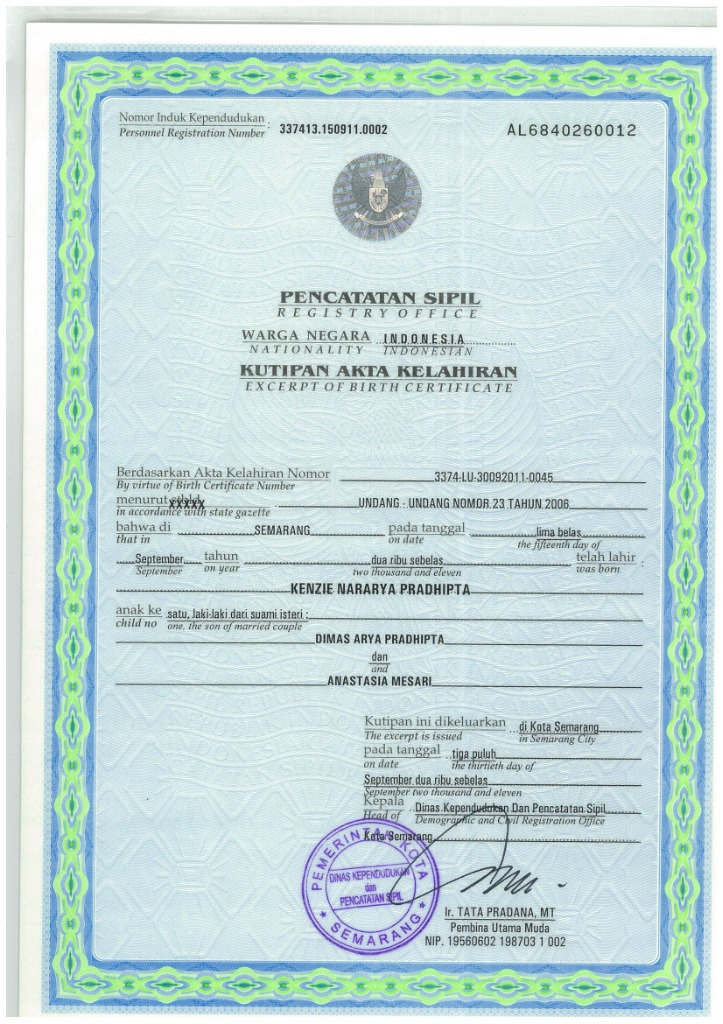 Nomor Induk Kependudukan
Personnel Registration Number : 337413.150911.0002
AL6840260012
PENCATATAN SIPIL
REGISTRY OFFICE
WARGA NEGARA INDONESIA
NATIONALITY INDONESIAN
KUTIPAN AKTA KELAHIRAN
EXCERPT OF BIRTH CERTIFICATE
Berdasarkan Akta Kelahiran Nomor 3374-LU-30092011-0045
By virtue of Birth Certificate Number
menurut xxxxx UNDANG - UNDANG NOMOR 23 TAHUN 2006
in accordance with state gazette
bahwa di SEMARANG pada tanggal lima belas
that in on date the fifteenth day of
September tahun dua ribu sebelas telah lahir :
September on year two thousand and eleven was born
KENZIE NARARYA PRADHIPTA
anak ke satu, laki-laki dari suami isteri :
child no one, the son of married couple
DIMAS ARYA PRADHIPTA
dan
and
ANASTASIA MESARI
Kutipan ini dikeluarkan di Kota Semarang
The excerpt is issued in Semarang City
pada tanggal tiga puluh
on date the thirtieth day of
September dua ribu sebelas
September two thousand and eleven
Kepala Dinas Kependudukan Dan Pencatatan Sipil
Head of Demographic and Civil Registration Office
Kota Semarang
PEMERINTAH KOTA
DINAS KEPENDUDUKAN
dan
PENCATATAN SIPIL
SEMARANG
Ir. TATA PRADANA, MT
Pembina Utama Muda
NIP. 19560602 198703 1 002